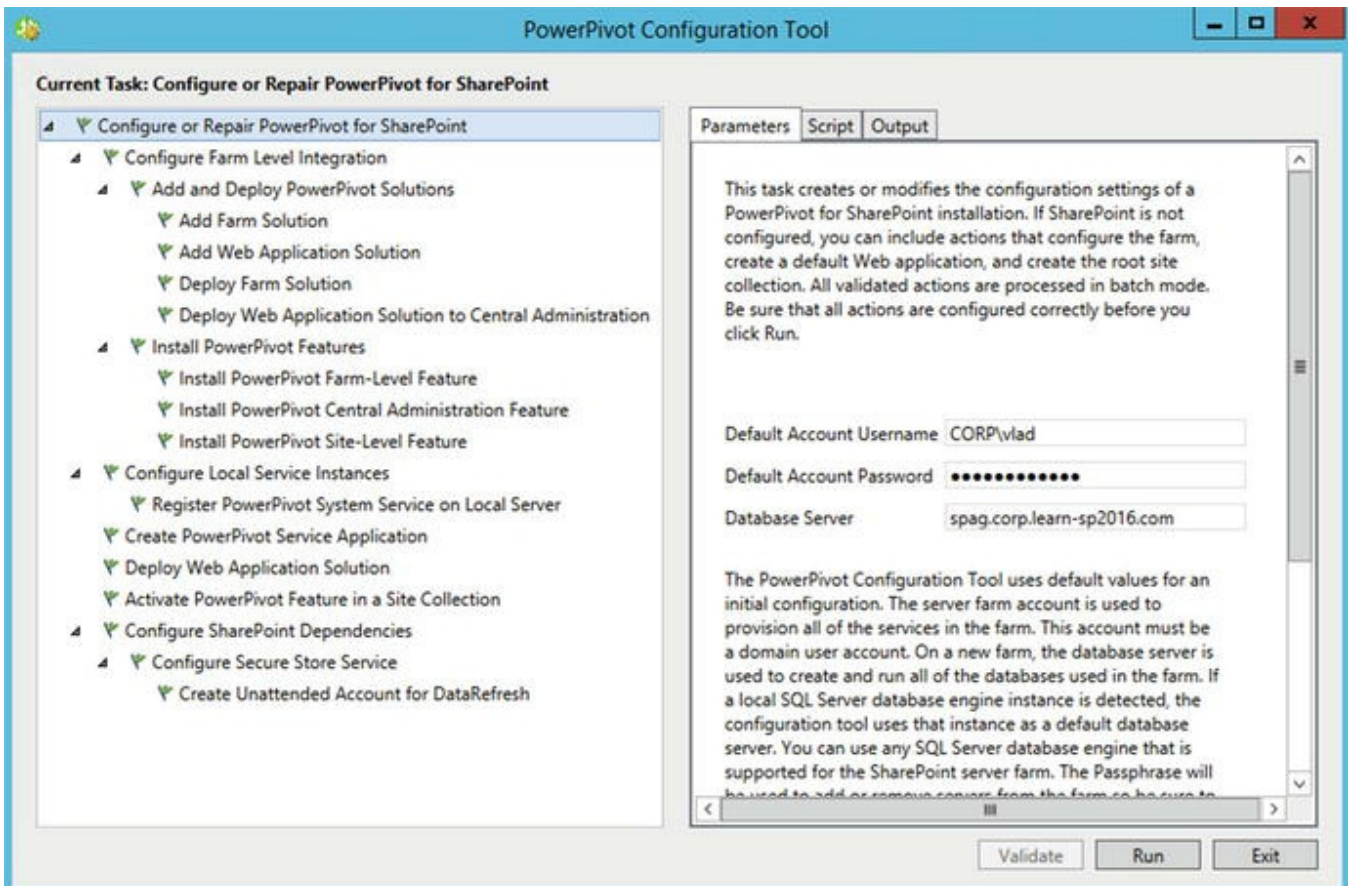 PowerPivot Configuration Tool
Current Task: Configure or Repair PowerPivot for SharePoint
Configure or Repair PowerPivot for SharePoint
Configure Farm Level Integration
Add and Deploy PowerPivot Solutions
Add Farm Solution
Add Web Application Solution
Deploy Farm Solution
Deploy Web Application Solution to Central Administration
Install PowerPivot Features
Install PowerPivot Farm-Level Feature
Install PowerPivot Central Administration Feature
Install PowerPivot Site-Level Feature
Configure Local Service Instances
Register PowerPivot System Service on Local Server
Create PowerPivot Service Application
Deploy Web Application Solution
Activate PowerPivot Feature in a Site Collection
Configure SharePoint Dependencies
Configure Secure Store Service
Create Unattended Account for DataRefresh
Parameters Script Output
This task creates or modifies the configuration settings of a
PowerPivot for SharePoint installation. If SharePoint is not
configured, you can include actions that configure the farm,
create a default Web application, and create the root site
collection. All validated actions are processed in batch mode.
Be sure that all actions are configured correctly before you
click Run.
Default Account Username CORP\vlad
Default Account Password ●●●●●●●●●●●●
Database Server spag.corp.learn-sp2016.com
The PowerPivot Configuration Tool uses default values for an
initial configuration. The server farm account is used to
provision all of the services in the farm. This account must be
a domain user account. On a new farm, the database server is
used to create and run all of the databases used in the farm. If
a local SQL Server database engine instance is detected, the
configuration tool uses that instance as a default database
server. You can use any SQL Server database engine that is
supported for the SharePoint server farm. The Passphrase will
be used to add or remove servers from the farm so be sure to
Validate Run Exit